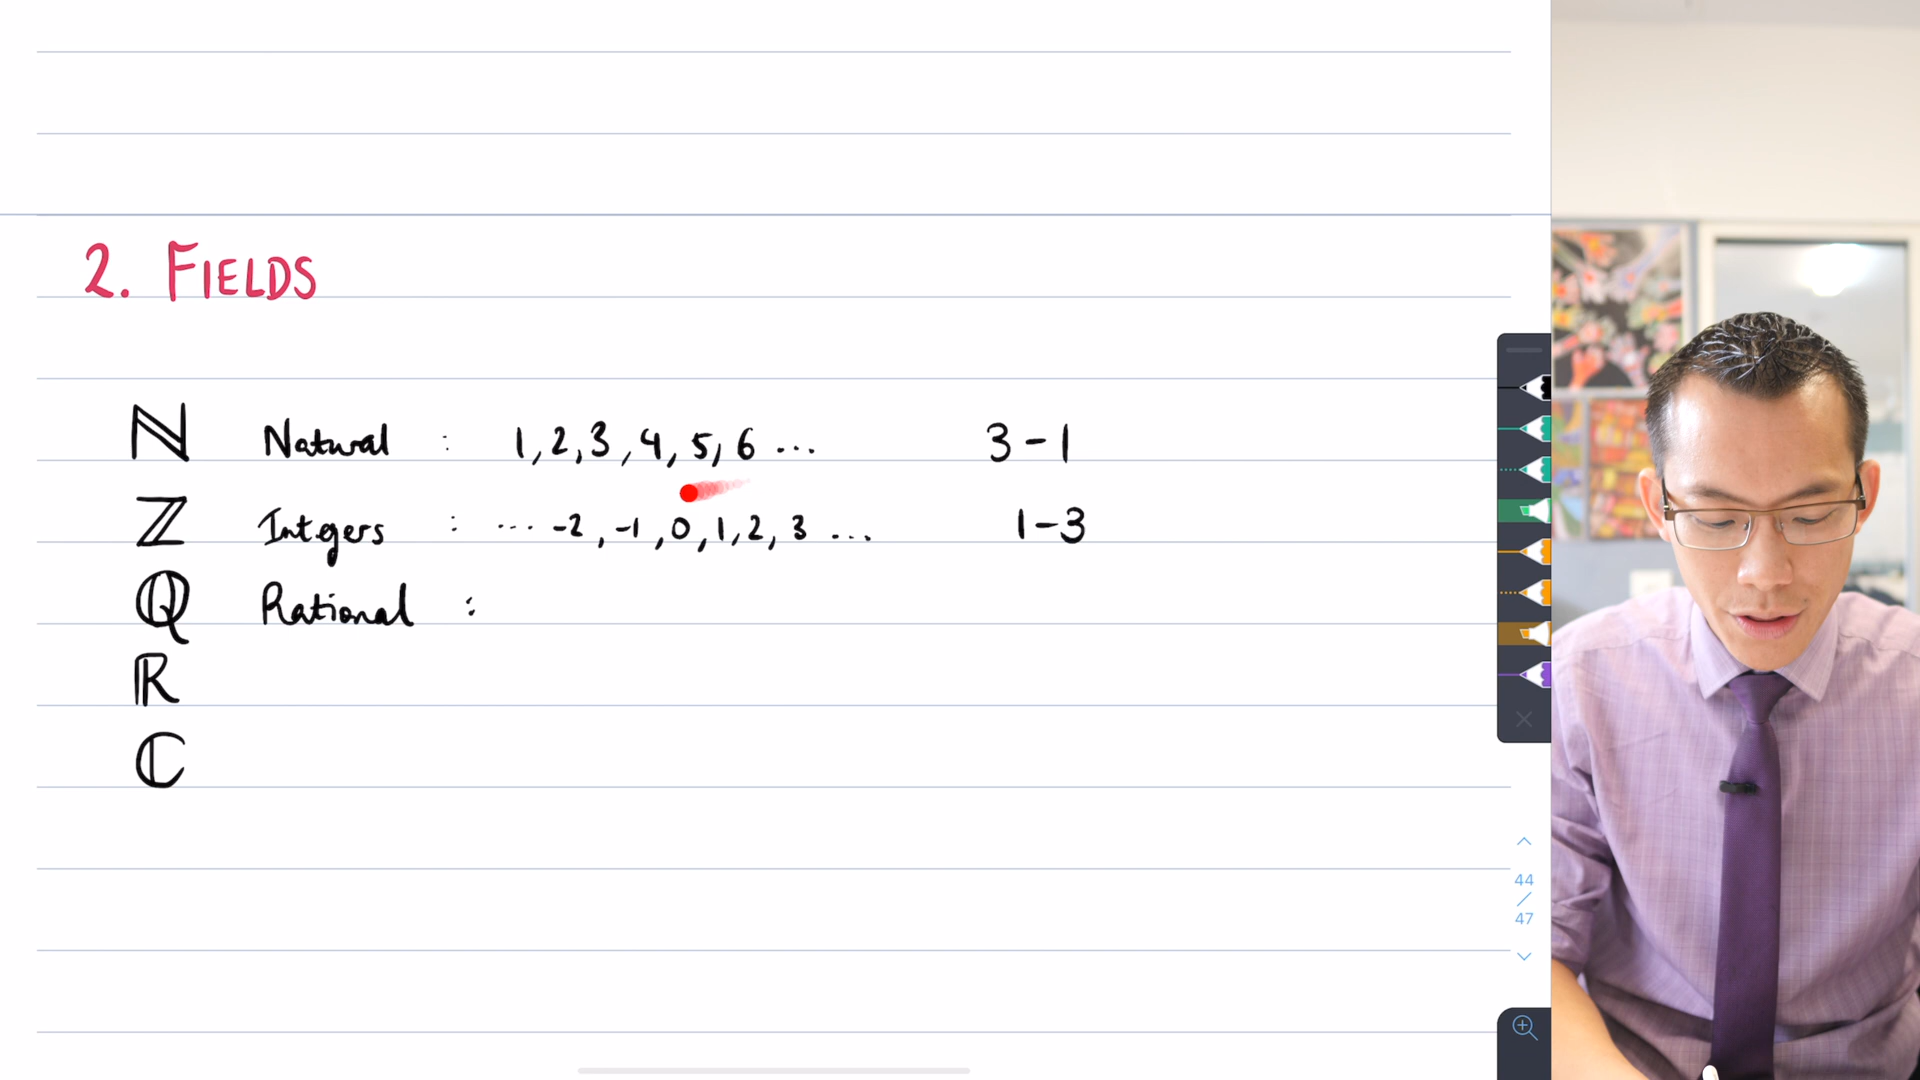 2. FIELDS
ℕ Natural : 1, 2, 3, 4, 5, 6 ... 3 - 1
ℤ Integers : ... -2, -1, 0, 1, 2, 3 ... 1 - 3
ℚ Rational :
ℝ
ℂ
44
/
47